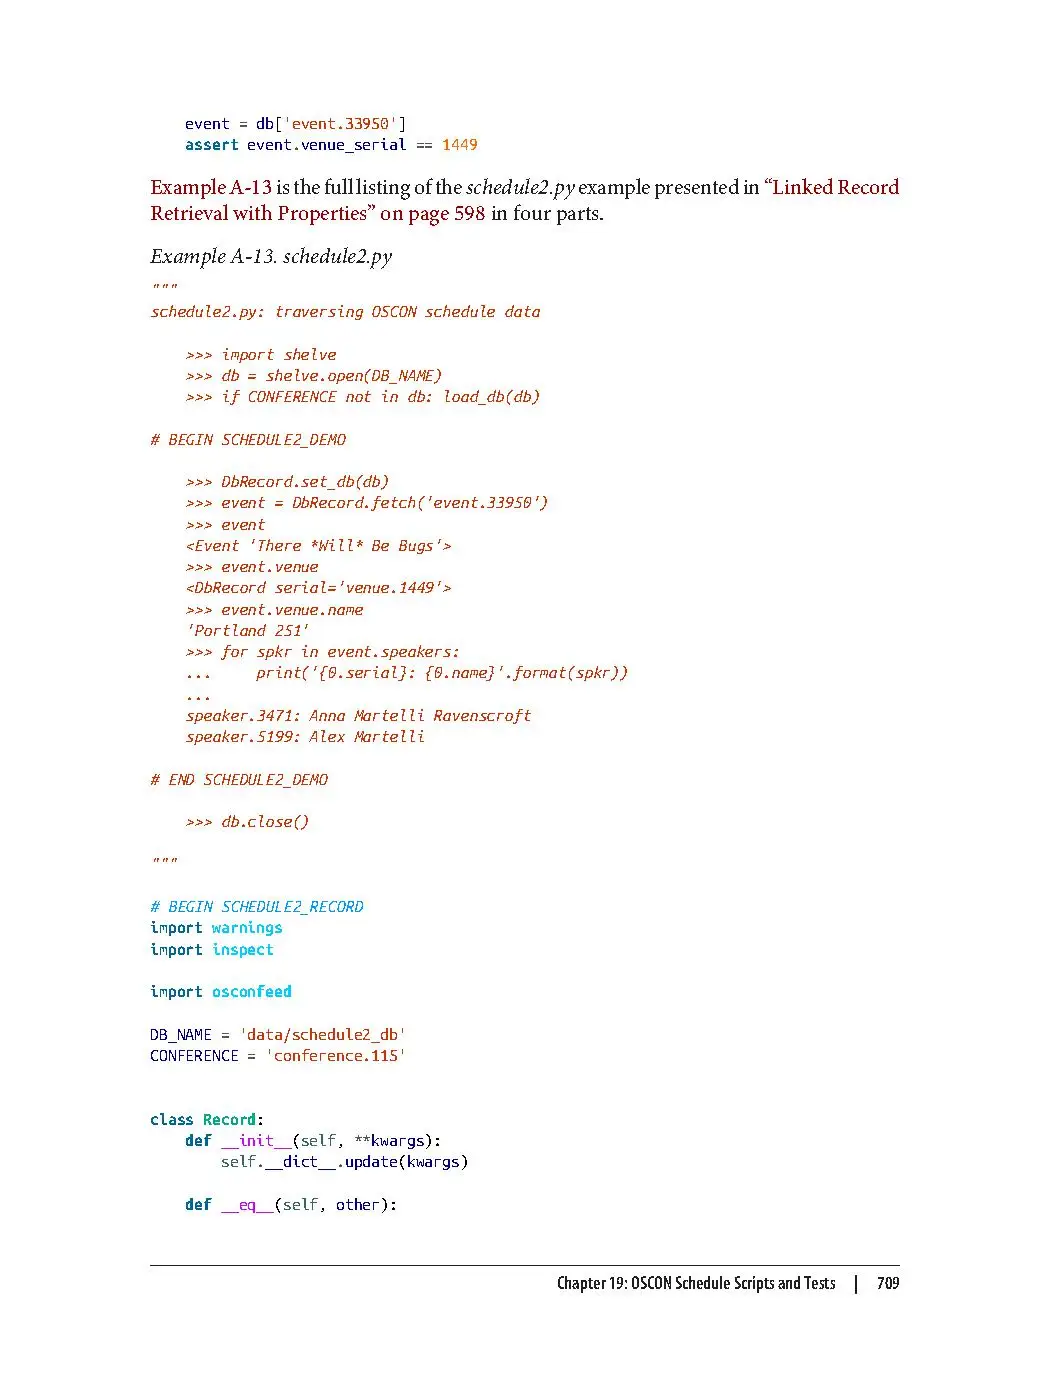 event = db['event.33950']
    assert event.venue_serial == 1449
Example A-13 is the full listing of the schedule2.py example presented in “Linked Record
Retrieval with Properties” on page 598 in four parts.
Example A-13. schedule2.py
"""
schedule2.py: traversing OSCON schedule data
    >>> import shelve
    >>> db = shelve.open(DB_NAME)
    >>> if CONFERENCE not in db: load_db(db)
# BEGIN SCHEDULE2_DEMO
    >>> DbRecord.set_db(db)
    >>> event = DbRecord.fetch('event.33950')
    >>> event
    <Event 'There *Will* Be Bugs'>
    >>> event.venue
    <DbRecord serial='venue.1449'>
    >>> event.venue.name
    'Portland 251'
    >>> for spkr in event.speakers:
    ...     print('{0.serial}: {0.name}'.format(spkr))
    ...
    speaker.3471: Anna Martelli Ravenscroft
    speaker.5199: Alex Martelli
# END SCHEDULE2_DEMO
    >>> db.close()
"""
# BEGIN SCHEDULE2_RECORD
import warnings
import inspect
import osconfeed
DB_NAME = 'data/schedule2_db'
CONFERENCE = 'conference.115'
class Record:
    def __init__(self, **kwargs):
        self.__dict__.update(kwargs)
    def __eq__(self, other):
Chapter 19: OSCON Schedule Scripts and Tests | 709